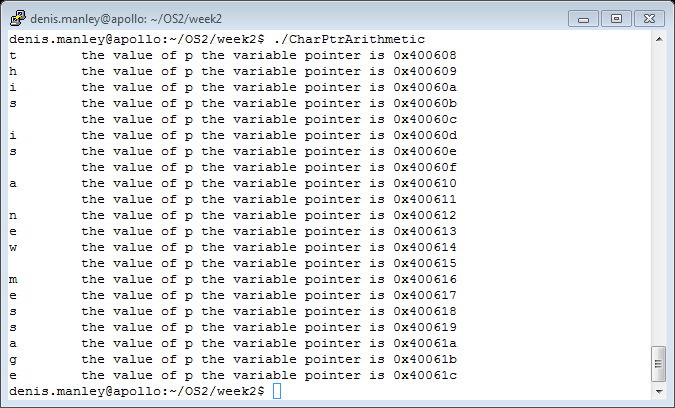 denis.manley@apollo: ~/OS2/week2
denis.manley@apollo:~/OS2/week2$ ./CharPtrArithmetic
t        the value of p the variable pointer is 0x400608
h        the value of p the variable pointer is 0x400609
i        the value of p the variable pointer is 0x40060a
s        the value of p the variable pointer is 0x40060b
         the value of p the variable pointer is 0x40060c
i        the value of p the variable pointer is 0x40060d
s        the value of p the variable pointer is 0x40060e
         the value of p the variable pointer is 0x40060f
a        the value of p the variable pointer is 0x400610
         the value of p the variable pointer is 0x400611
n        the value of p the variable pointer is 0x400612
e        the value of p the variable pointer is 0x400613
w        the value of p the variable pointer is 0x400614
         the value of p the variable pointer is 0x400615
m        the value of p the variable pointer is 0x400616
e        the value of p the variable pointer is 0x400617
s        the value of p the variable pointer is 0x400618
s        the value of p the variable pointer is 0x400619
a        the value of p the variable pointer is 0x40061a
g        the value of p the variable pointer is 0x40061b
e        the value of p the variable pointer is 0x40061c
denis.manley@apollo:~/OS2/week2$